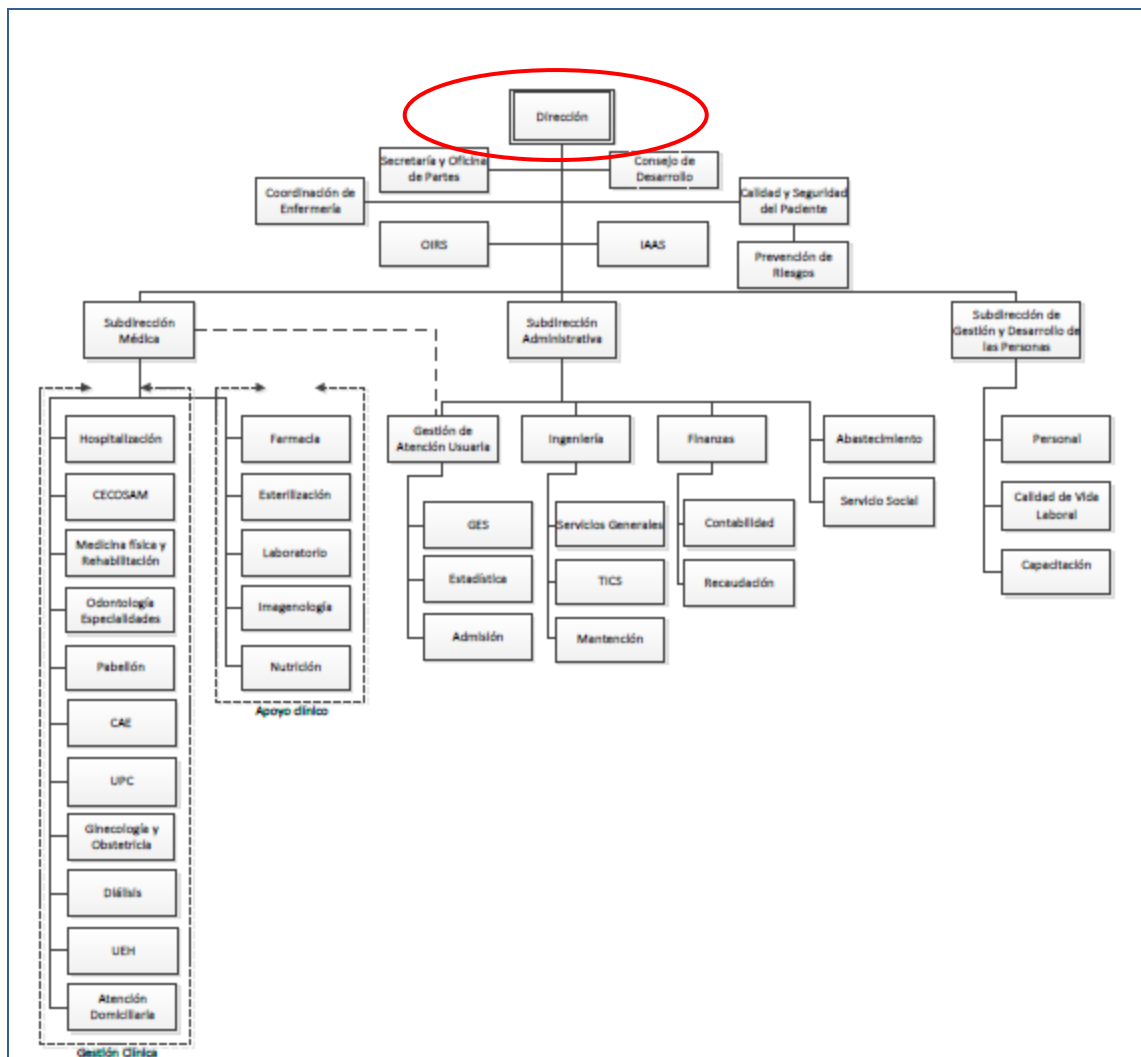 Dirección
Secretaría y Oficina
de Partes
Consejo de
Desarrollo
Coordinación de
Enfermería
Calidad y Seguridad
del Paciente
OIRS
IAAS
Prevención de
Riesgos
Subdirección
Médica
Subdirección
Administrativa
Subdirección de
Gestión y Desarrollo de
las Personas
Hospitalización
CECOSAM
Medicina física y
Rehabilitación
Odontología
Especialidades
Pabellón
CAE
UPC
Ginecología y
Obstetricia
Diálisis
UEH
Atención
Domiciliaria
Gestión Clínica
Farmacia
Esterilización
Laboratorio
Imagenología
Nutrición
Apoyo clínico
Gestión de
Atención Usuaria
GES
Estadística
Admisión
Ingeniería
Servicios Generales
TICS
Mantención
Finanzas
Contabilidad
Recaudación
Abastecimiento
Servicio Social
Personal
Calidad de Vida
Laboral
Capacitación